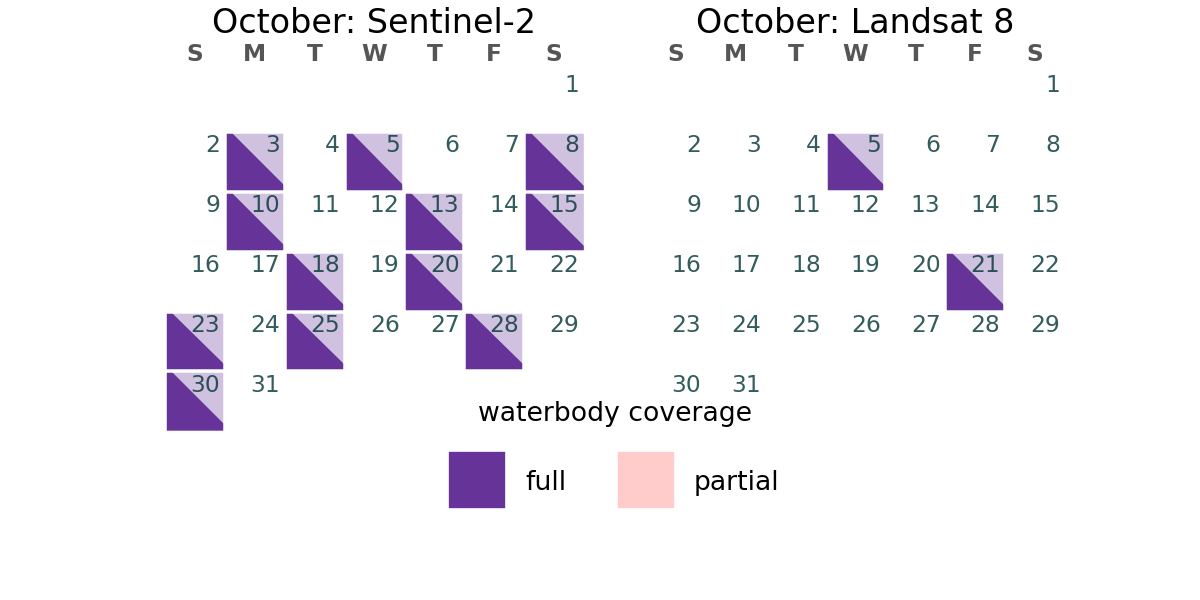 October: Sentinel-2
S M T W T F S
1
2 3 4 5 6 7 8
9 10 11 12 13 14 15
16 17 18 19 20 21 22
23 24 25 26 27 28 29
30 31
October: Landsat 8
S M T W T F S
1
2 3 4 5 6 7 8
9 10 11 12 13 14 15
16 17 18 19 20 21 22
23 24 25 26 27 28 29
30 31
waterbody coverage
full partial